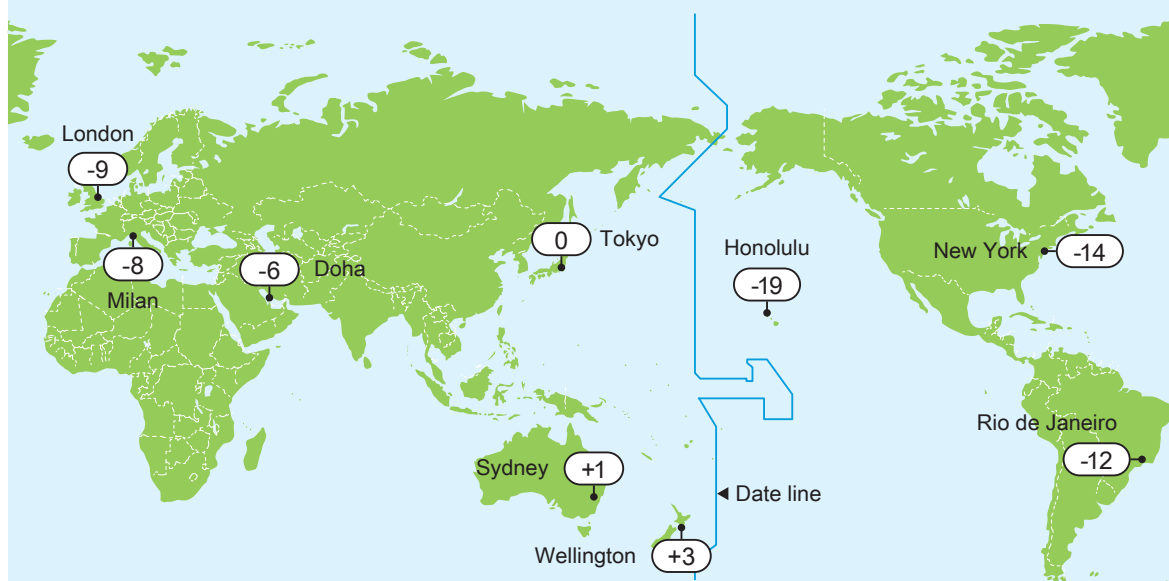 London
-9
-8
Milan
-6
Doha
0
Tokyo
Honolulu
-19
New York
-14
Rio de Janeiro
-12
Sydney
+1
◄ Date line
Wellington
+3